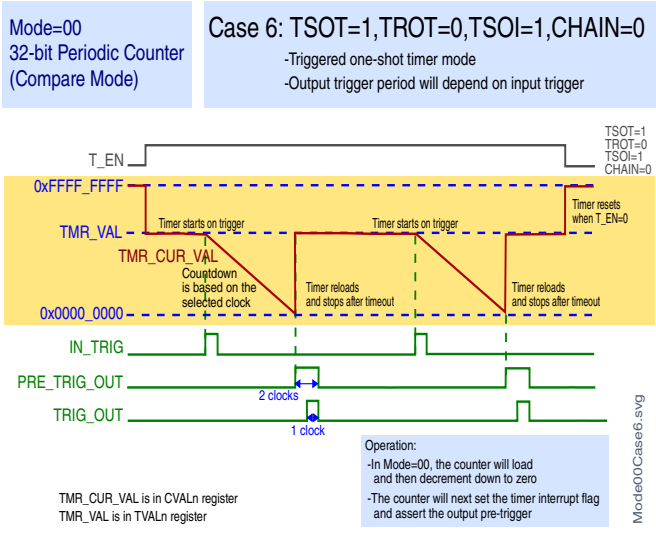 Mode=00
32-bit Periodic Counter
(Compare Mode)
Case 6: TSOT=1,TROT=0,TSOI=1,CHAIN=0
-Triggered one-shot timer mode
-Output trigger period will depend on input trigger
TSOT=1
TROT=0
TSOI=1
CHAIN=0
T_EN
0xFFFF_FFFF
Timer resets
when T_EN=0
TMR_VAL
Timer starts on trigger
Timer starts on trigger
TMR_CUR_VAL
Countdown
is based on the
selected clock
Timer reloads
and stops after timeout
Timer reloads
and stops after timeout
0x0000_0000
IN_TRIG
PRE_TRIG_OUT
2 clocks
TRIG_OUT
1 clock
Operation:
-In Mode=00, the counter will load
and then decrement down to zero
-The counter will next set the timer interrupt flag
and assert the output pre-trigger
TMR_CUR_VAL is in CVALn register
TMR_VAL is in TVALn register
Mode00Case6.svg